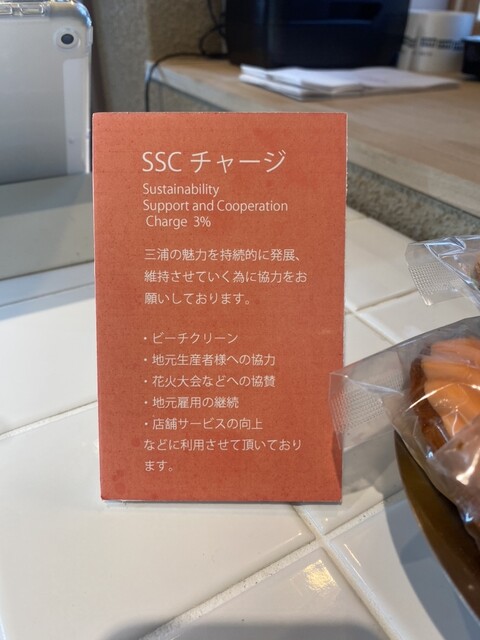 SSC チャージ
Sustainability
Support and Cooperation
Charge 3%
三浦の魅力を持続的に発展、
維持させていく為に協力をお
願いしております。
・ビーチクリーン
・地元生産者様への協力
・花火大会などへの協賛
・地元雇用の継続
・店舗サービスの向上
などに利用させて頂いており
ます。